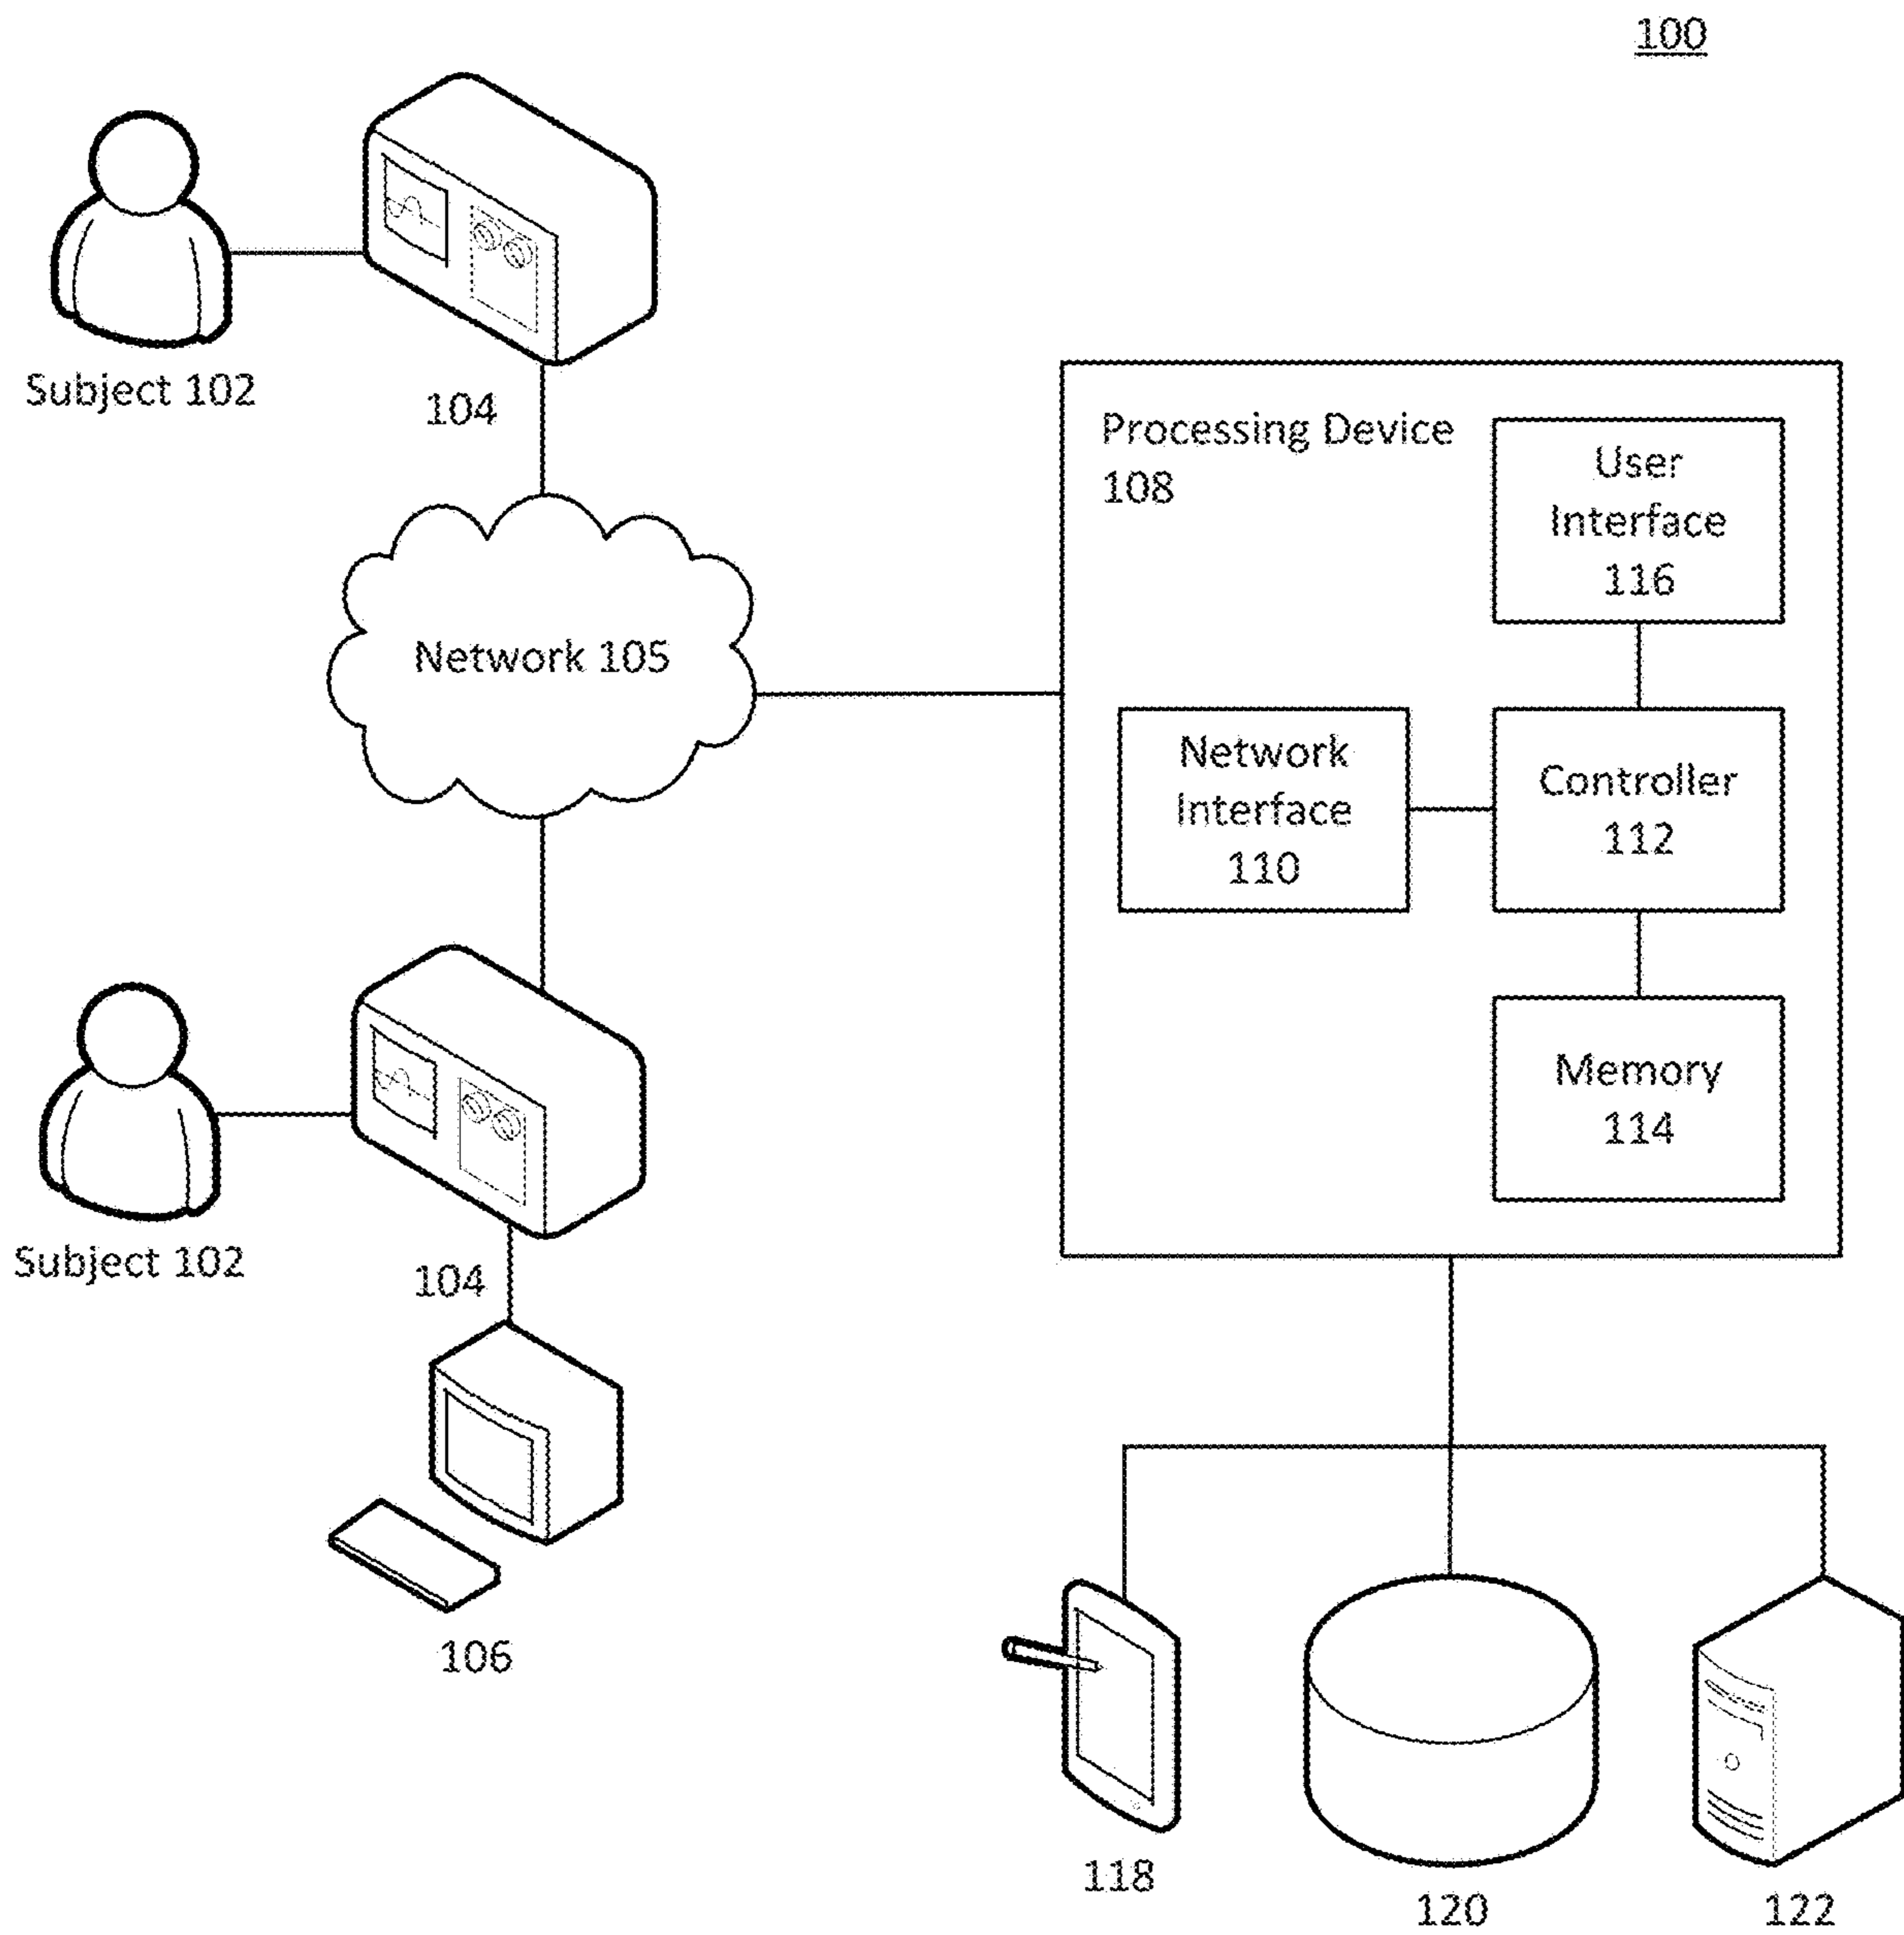 100
Subject 102
104
Processing Device
108
User
Interface
116
Network 105
Network
Interface
110
Controller
112
Memory
114
Subject 102
104
106
118
120
122